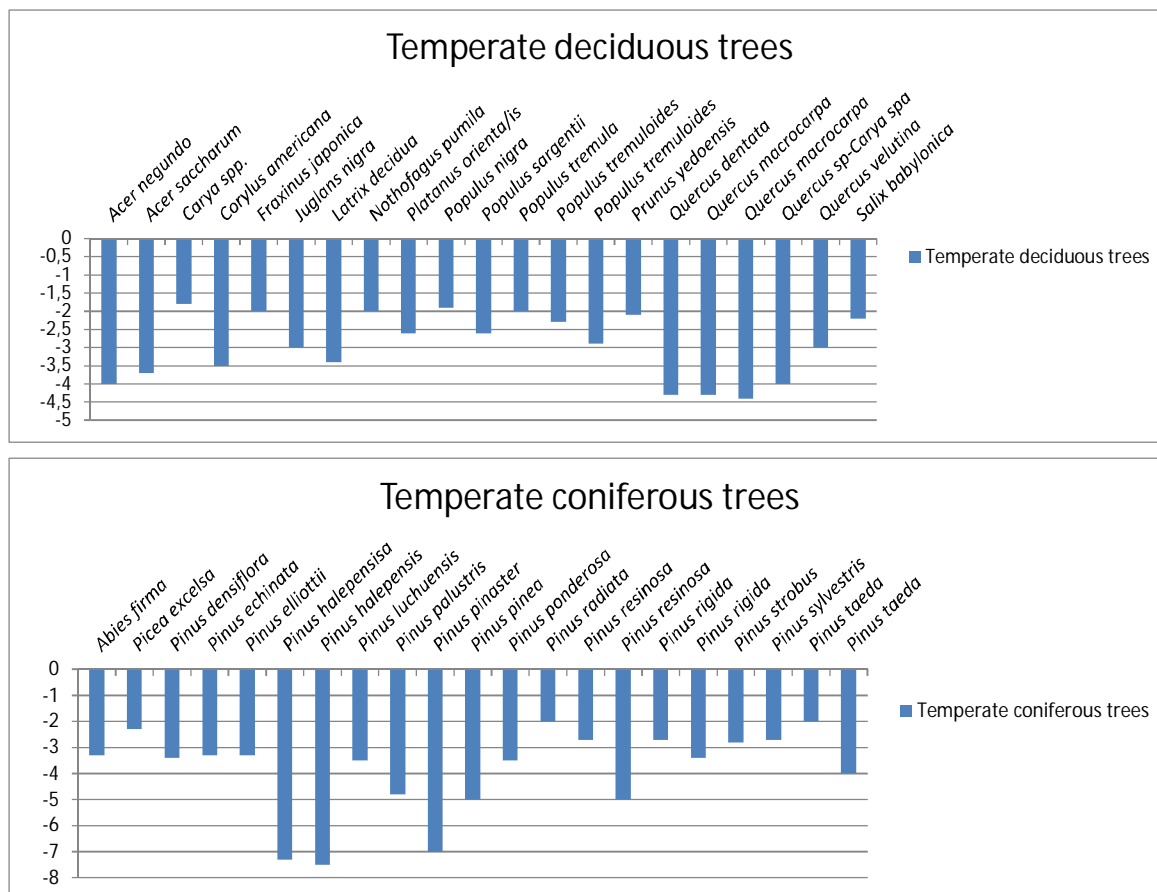 Temperate deciduous trees
Acer negundo
Acer saccharum
Carya spp.
Corylus americana
Fraxinus japonica
Juglans nigra
Latrix decidua
Nothofagus pumila
Platanus orienta/is
Populus nigra
Populus sargentii
Populus tremula
Populus tremuloides
Populus tremuloides
Prunus yedoensis
Quercus dentata
Quercus macrocarpa
Quercus macrocarpa
Quercus sp-Carya spa
Quercus velutina
Salix babylonica
0
-0,5
-1
-1,5
-2
-2,5
-3
-3,5
-4
-4,5
-5
Temperate deciduous trees
Temperate coniferous trees
Abies firma
Picea excelsa
Pinus densiflora
Pinus echinata
Pinus elliottii
Pinus halepensisa
Pinus halepensis
Pinus luchuensis
Pinus palustris
Pinus pinaster
Pinus pinea
Pinus ponderosa
Pinus radiata
Pinus resinosa
Pinus resinosa
Pinus rigida
Pinus rigida
Pinus strobus
Pinus sylvestris
Pinus taeda
Pinus taeda
0
-1
-2
-3
-4
-5
-6
-7
-8
Temperate coniferous trees